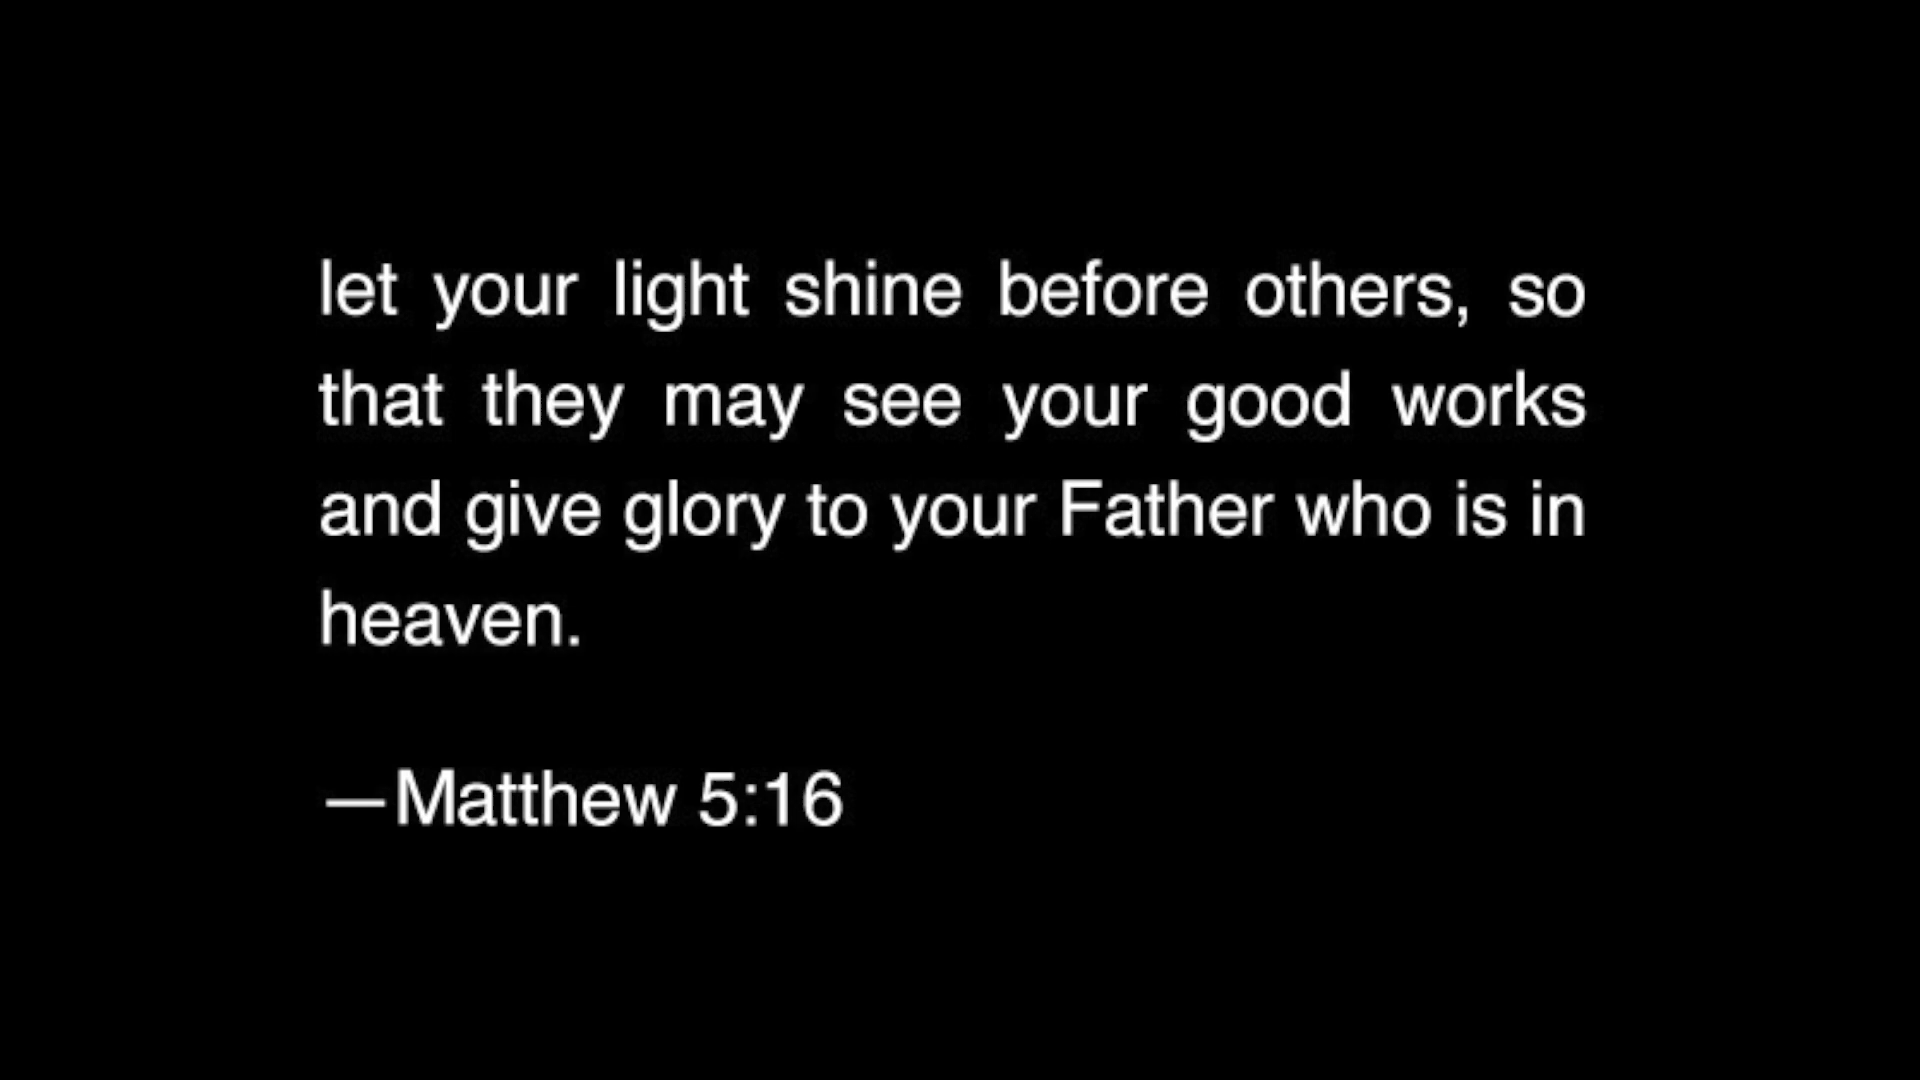 let your light shine before others, so
that they may see your good works
and give glory to your Father who is in
heaven.
—Matthew 5:16